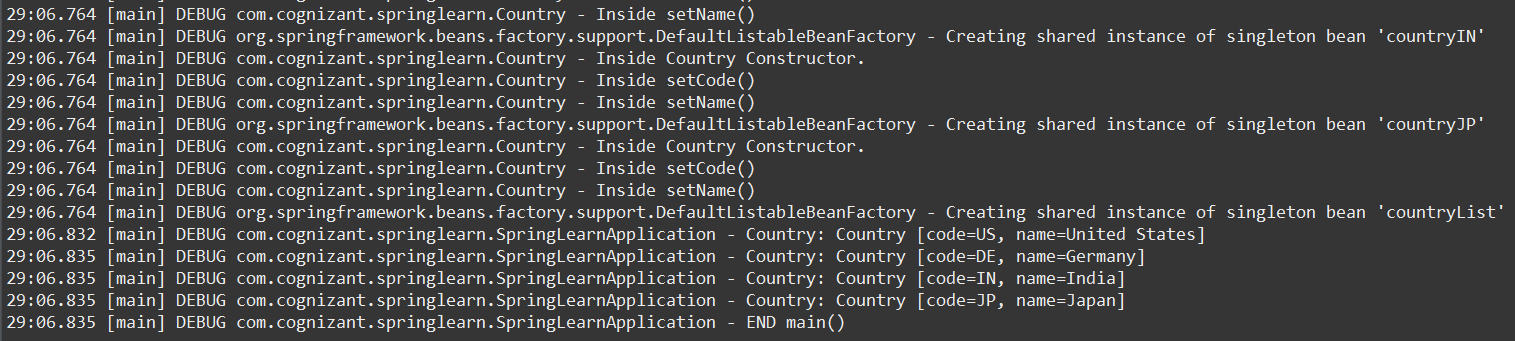 29:06.764 [main] DEBUG com.cognizant.springlearn.Country - Inside setName()
29:06.764 [main] DEBUG org.springframework.beans.factory.support.DefaultListableBeanFactory - Creating shared instance of singleton bean 'countryIN'
29:06.764 [main] DEBUG com.cognizant.springlearn.Country - Inside Country Constructor.
29:06.764 [main] DEBUG com.cognizant.springlearn.Country - Inside setCode()
29:06.764 [main] DEBUG com.cognizant.springlearn.Country - Inside setName()
29:06.764 [main] DEBUG org.springframework.beans.factory.support.DefaultListableBeanFactory - Creating shared instance of singleton bean 'countryJP'
29:06.764 [main] DEBUG com.cognizant.springlearn.Country - Inside Country Constructor.
29:06.764 [main] DEBUG com.cognizant.springlearn.Country - Inside setCode()
29:06.764 [main] DEBUG com.cognizant.springlearn.Country - Inside setName()
29:06.764 [main] DEBUG org.springframework.beans.factory.support.DefaultListableBeanFactory - Creating shared instance of singleton bean 'countryList'
29:06.832 [main] DEBUG com.cognizant.springlearn.SpringLearnApplication - Country: Country [code=US, name=United States]
29:06.835 [main] DEBUG com.cognizant.springlearn.SpringLearnApplication - Country: Country [code=DE, name=Germany]
29:06.835 [main] DEBUG com.cognizant.springlearn.SpringLearnApplication - Country: Country [code=IN, name=India]
29:06.835 [main] DEBUG com.cognizant.springlearn.SpringLearnApplication - Country: Country [code=JP, name=Japan]
29:06.835 [main] DEBUG com.cognizant.springlearn.SpringLearnApplication - END main()